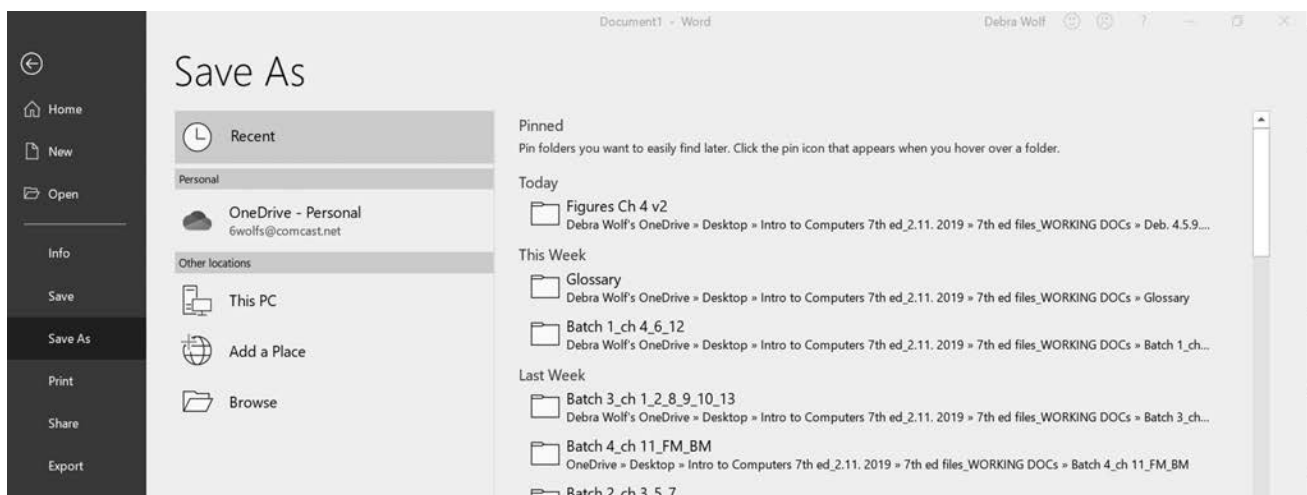 Document1 - Word
Debra Wolf
?
Save As
Home
New
Open
Info
Save
Save As
Print
Share
Export
Recent
Personal
OneDrive - Personal
6wolfs@comcast.net
Other locations
This PC
Add a Place
Browse
Pinned
Pin folders you want to easily find later. Click the pin icon that appears when you hover over a folder.
Today
Figures Ch 4 v2
Debra Wolf's OneDrive » Desktop » Intro to Computers 7th ed_2.11. 2019 » 7th ed files_WORKING DOCs » Deb. 4.5.9....
This Week
Glossary
Debra Wolf's OneDrive » Desktop » Intro to Computers 7th ed_2.11. 2019 » 7th ed files_WORKING DOCs » Glossary
Batch 1_ch 4_6_12
Debra Wolf's OneDrive » Desktop » Intro to Computers 7th ed_2.11. 2019 » 7th ed files_WORKING DOCs » Batch 1_ch...
Last Week
Batch 3_ch 1_2_8_9_10_13
Debra Wolf's OneDrive » Desktop » Intro to Computers 7th ed_2.11. 2019 » 7th ed files_WORKING DOCs » Batch 3_ch...
Batch 4_ch 11_FM_BM
OneDrive » Desktop » Intro to Computers 7th ed_2.11. 2019 » 7th ed files_WORKING DOCs » Batch 4_ch 11_FM_BM
Batch 2_ch 3_5_7